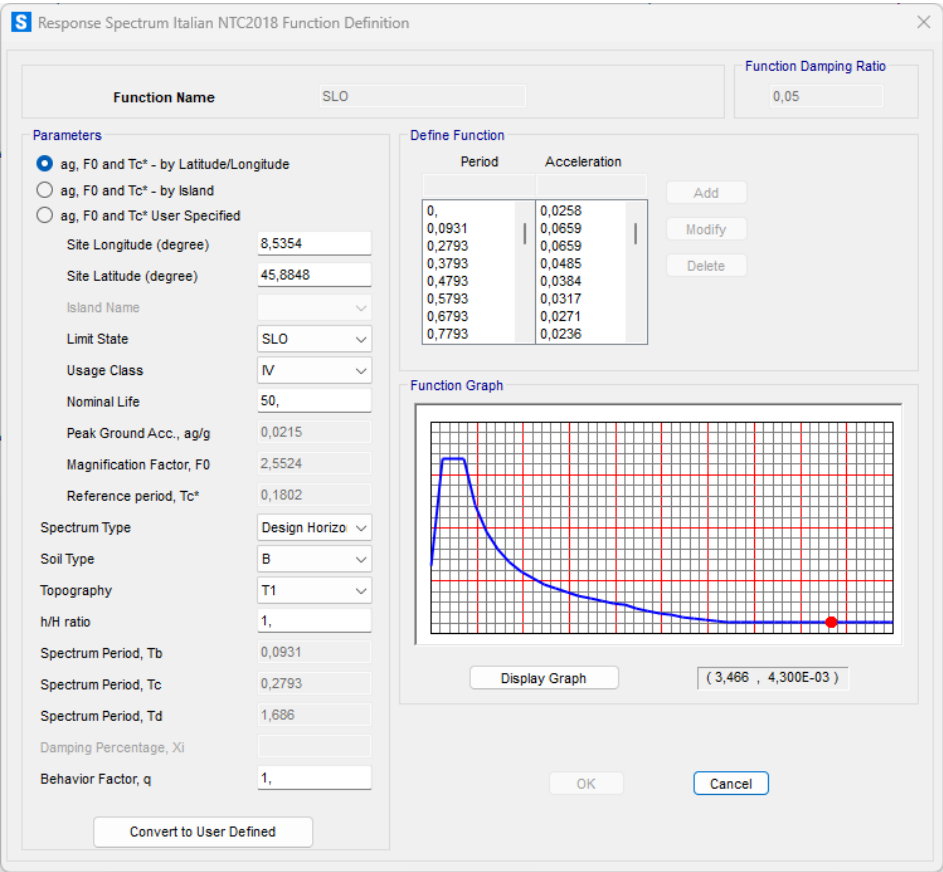 S Response Spectrum Italian NTC2018 Function Definition
Function Name SLO
Function Damping Ratio
0,05
Parameters
ag, F0 and Tc* - by Latitude/Longitude
ag, F0 and Tc* - by Island
ag, F0 and Tc* User Specified
Site Longitude (degree) 8,5354
Site Latitude (degree) 45,8848
Island Name
Limit State SLO
Usage Class IV
Nominal Life 50,
Peak Ground Acc., ag/g 0,0215
Magnification Factor, F0 2,5524
Reference period, Tc* 0,1802
Spectrum Type Design Horizo
Soil Type B
Topography T1
h/H ratio 1,
Spectrum Period, Tb 0,0931
Spectrum Period, Tc 0,2793
Spectrum Period, Td 1,686
Damping Percentage, Xi
Behavior Factor, q 1,
Convert to User Defined
Define Function
Period Acceleration
0, 0,0258
0,0931 0,0659
0,2793 0,0659
0,3793 0,0485
0,4793 0,0384
0,5793 0,0317
0,6793 0,0271
0,7793 0,0236
Add
Modify
Delete
Function Graph
Display Graph
( 3,466 , 4,300E-03 )
OK
Cancel